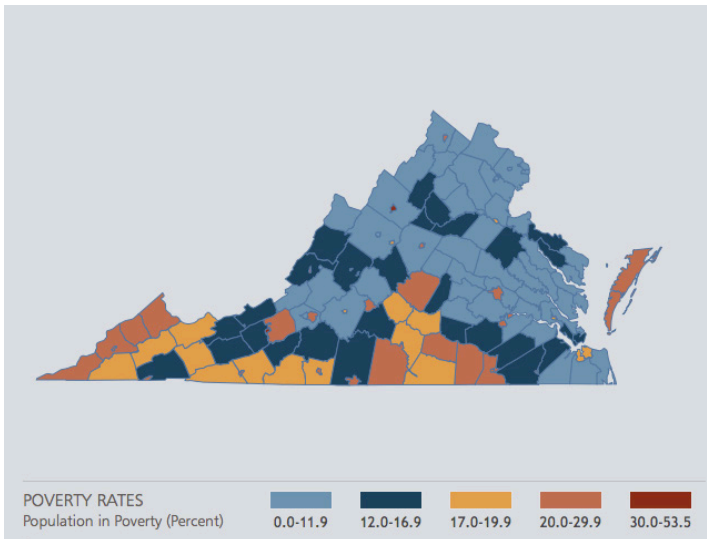 POVERTY RATES
Population in Poverty (Percent)
0.0-11.9
12.0-16.9
17.0-19.9
20.0-29.9
30.0-53.5